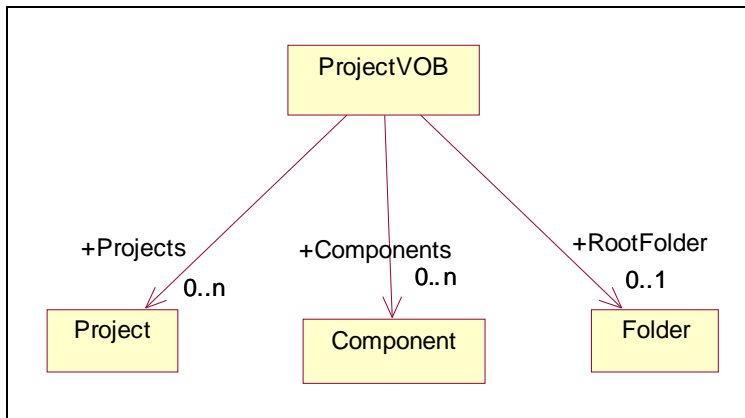 ProjectVOB
+Projects
+Components
+RootFolder
0..n
0..n
0..1
Project
Component
Folder